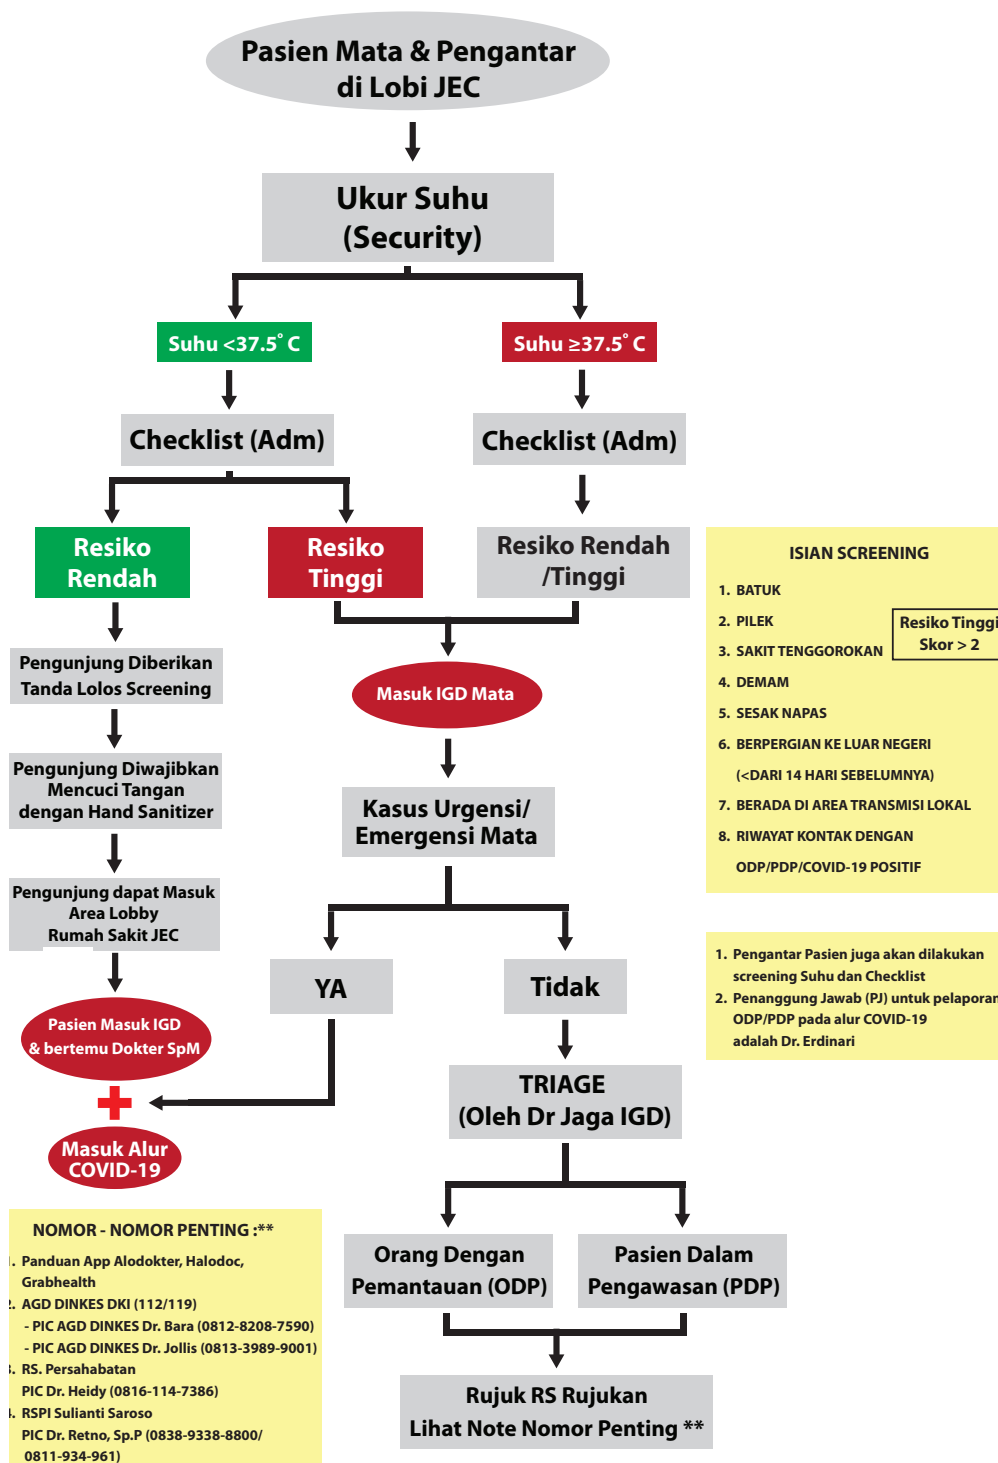 Pasien Mata & Pengantar
di Lobi JEC
Ukur Suhu
(Security)
Suhu <37.5° C
Suhu ≥37.5° C
Checklist (Adm)
Checklist (Adm)
Resiko
Rendah
Resiko
Tinggi
Resiko Rendah
/Tinggi
Pengunjung Diberikan
Tanda Lolos Screening
Masuk IGD Mata
Pengunjung Diwajibkan
Mencuci Tangan
dengan Hand Sanitizer
Kasus Urgensi/
Emergensi Mata
Pengunjung dapat Masuk
Area Lobby
Rumah Sakit JEC
YA
Tidak
Pasien Masuk IGD
& bertemu Dokter SpM
Masuk Alur
COVID-19
TRIAGE
(Oleh Dr Jaga IGD)
Orang Dengan
Pemantauan (ODP)
Pasien Dalam
Pengawasan (PDP)
Rujuk RS Rujukan
Lihat Note Nomor Penting **
ISIAN SCREENING
1. BATUK
2. PILEK
3. SAKIT TENGGOROKAN
4. DEMAM
5. SESAK NAPAS
6. BERPERGIAN KE LUAR NEGERI
(<DARI 14 HARI SEBELUMNYA)
7. BERADA DI AREA TRANSMISI LOKAL
8. RIWAYAT KONTAK DENGAN
ODP/PDP/COVID-19 POSITIF
Resiko Tinggi
Skor > 2
1. Pengantar Pasien juga akan dilakukan
screening Suhu dan Checklist
2. Penanggung Jawab (PJ) untuk pelaporan
ODP/PDP pada alur COVID-19
adalah Dr. Erdinari
NOMOR - NOMOR PENTING :**
1. Panduan App Alodokter, Halodoc,
Grabhealth
2. AGD DINKES DKI (112/119)
- PIC AGD DINKES Dr. Bara (0812-8208-7590)
- PIC AGD DINKES Dr. Jollis (0813-3989-9001)
3. RS. Persahabatan
PIC Dr. Heidy (0816-114-7386)
4. RSPI Sulianti Saroso
PIC Dr. Retno, Sp.P (0838-9338-8800/
0811-934-961)